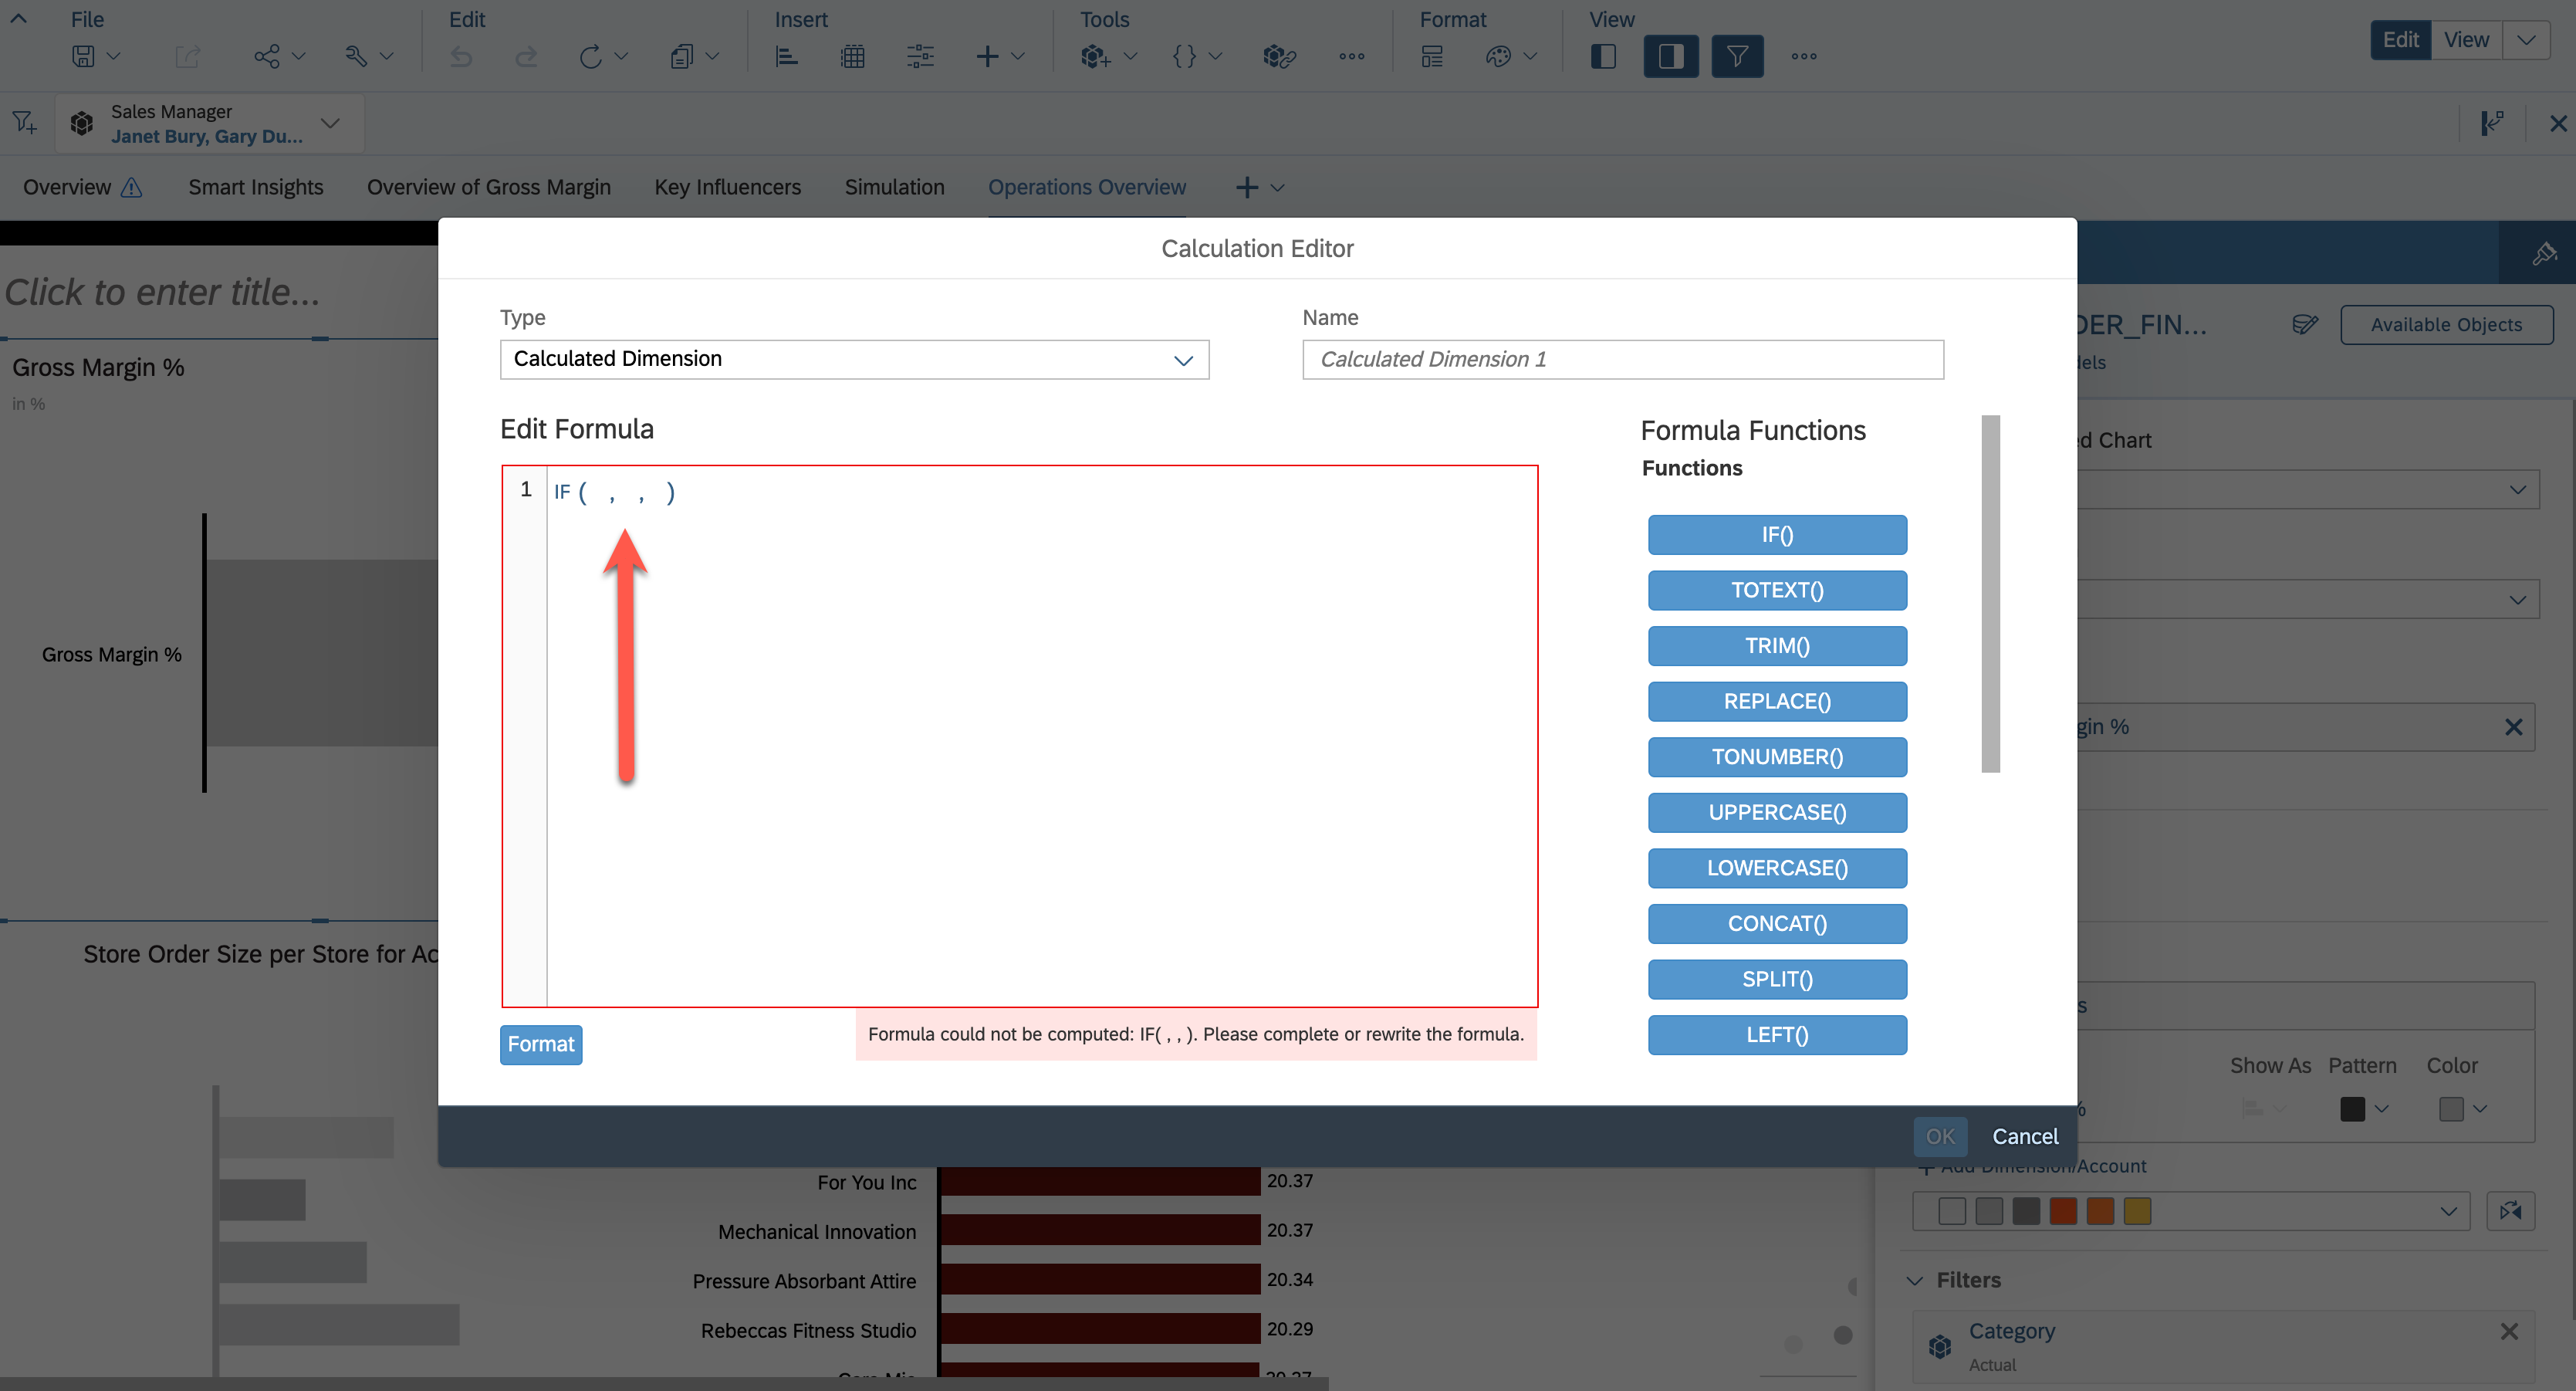 File Edit Insert Tools Format View
Edit View
Sales Manager
Janet Bury, Gary Du...
Overview Smart Insights Overview of Gross Margin Key Influencers Simulation Operations Overview
Click to enter title...
Gross Margin %
in %
Gross Margin %
Store Order Size per Store for Ac
Calculation Editor
Type
Calculated Dimension
Name
Calculated Dimension 1
Edit Formula
1 IF ( , , )
Format
Formula could not be computed: IF( , , ). Please complete or rewrite the formula.
Formula Functions
Functions
IF()
TOTEXT()
TRIM()
REPLACE()
TONUMBER()
UPPERCASE()
LOWERCASE()
CONCAT()
SPLIT()
LEFT()
OK Cancel
DER_FIN...
Available Objects
dels
ed Chart
gin %
s
Show As Pattern Color
%
+ Add Dimension/Account
Filters
Category
Actual
For You Inc 20.37
Mechanical Innovation 20.37
Pressure Absorbant Attire 20.34
Rebeccas Fitness Studio 20.29